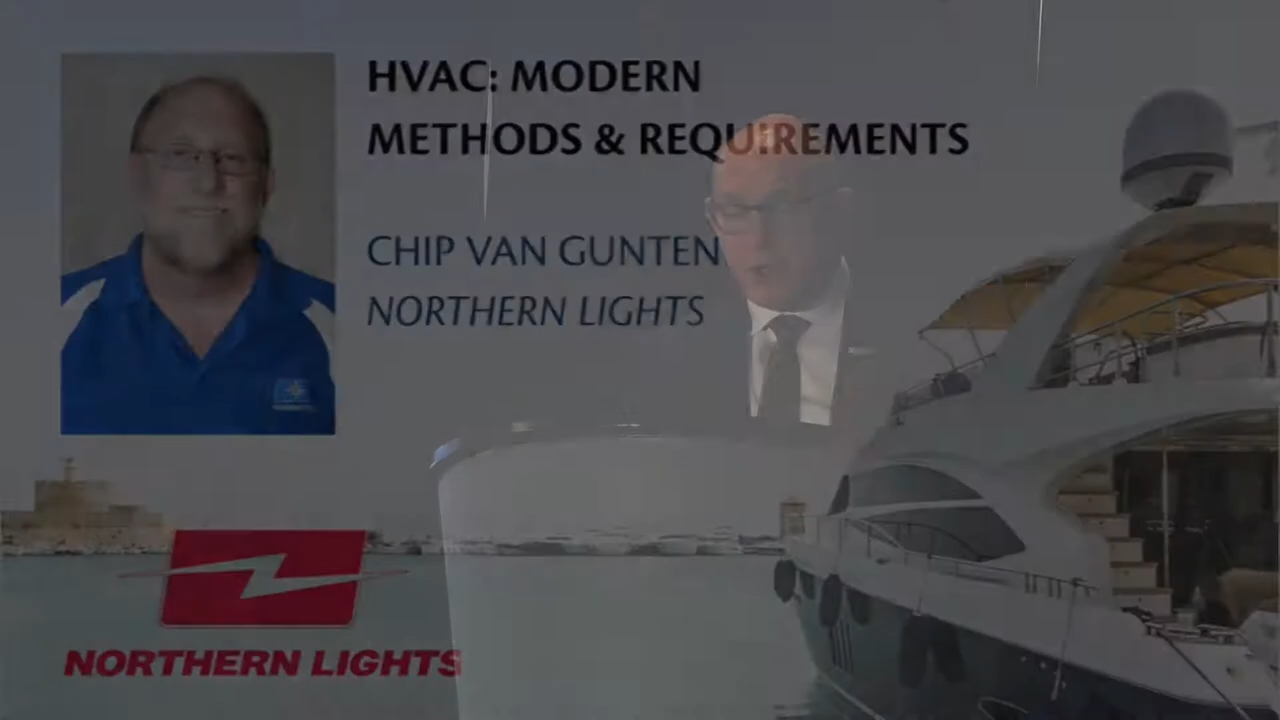 HVAC: MODERN
METHODS & REQUIREMENTS
CHIP VAN GUNTEN
NORTHERN LIGHTS
NORTHERN LIGHTS